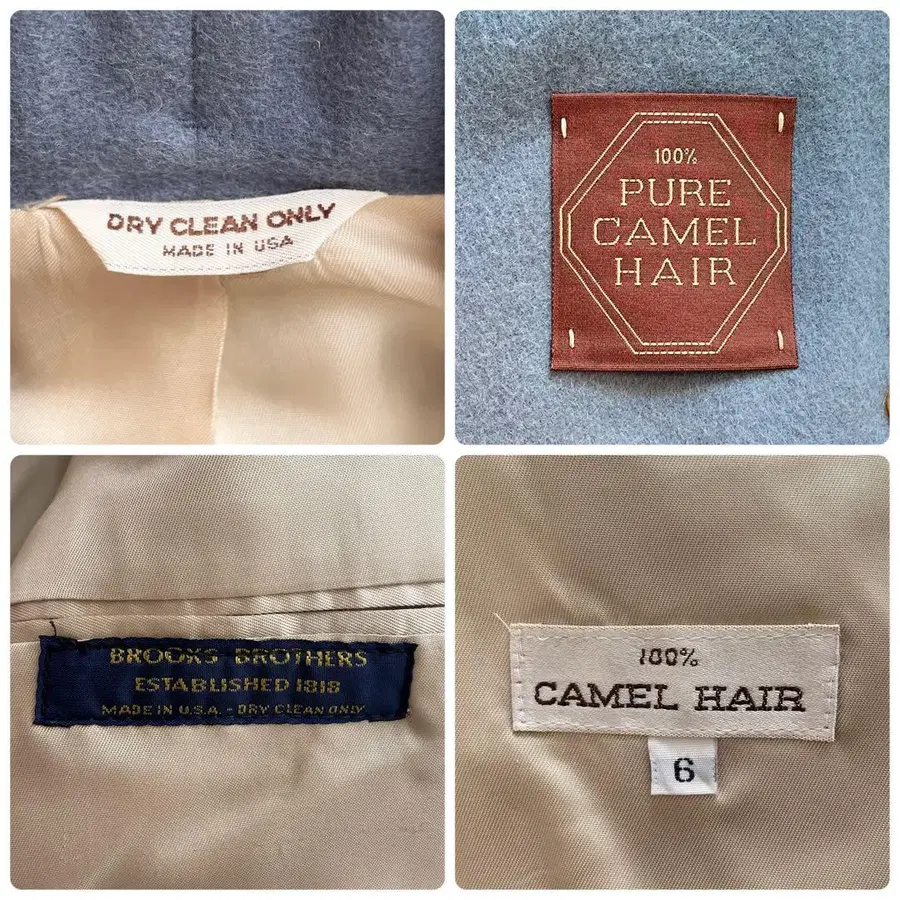 DRY CLEAN ONLY
MADE IN USA
100%
PURE
CAMEL
HAIR
BROOKS BROTHERS
ESTABLISHED 1818
MADE IN U.S.A. - DRY CLEAN ONLY
100%
CAMEL HAIR
6